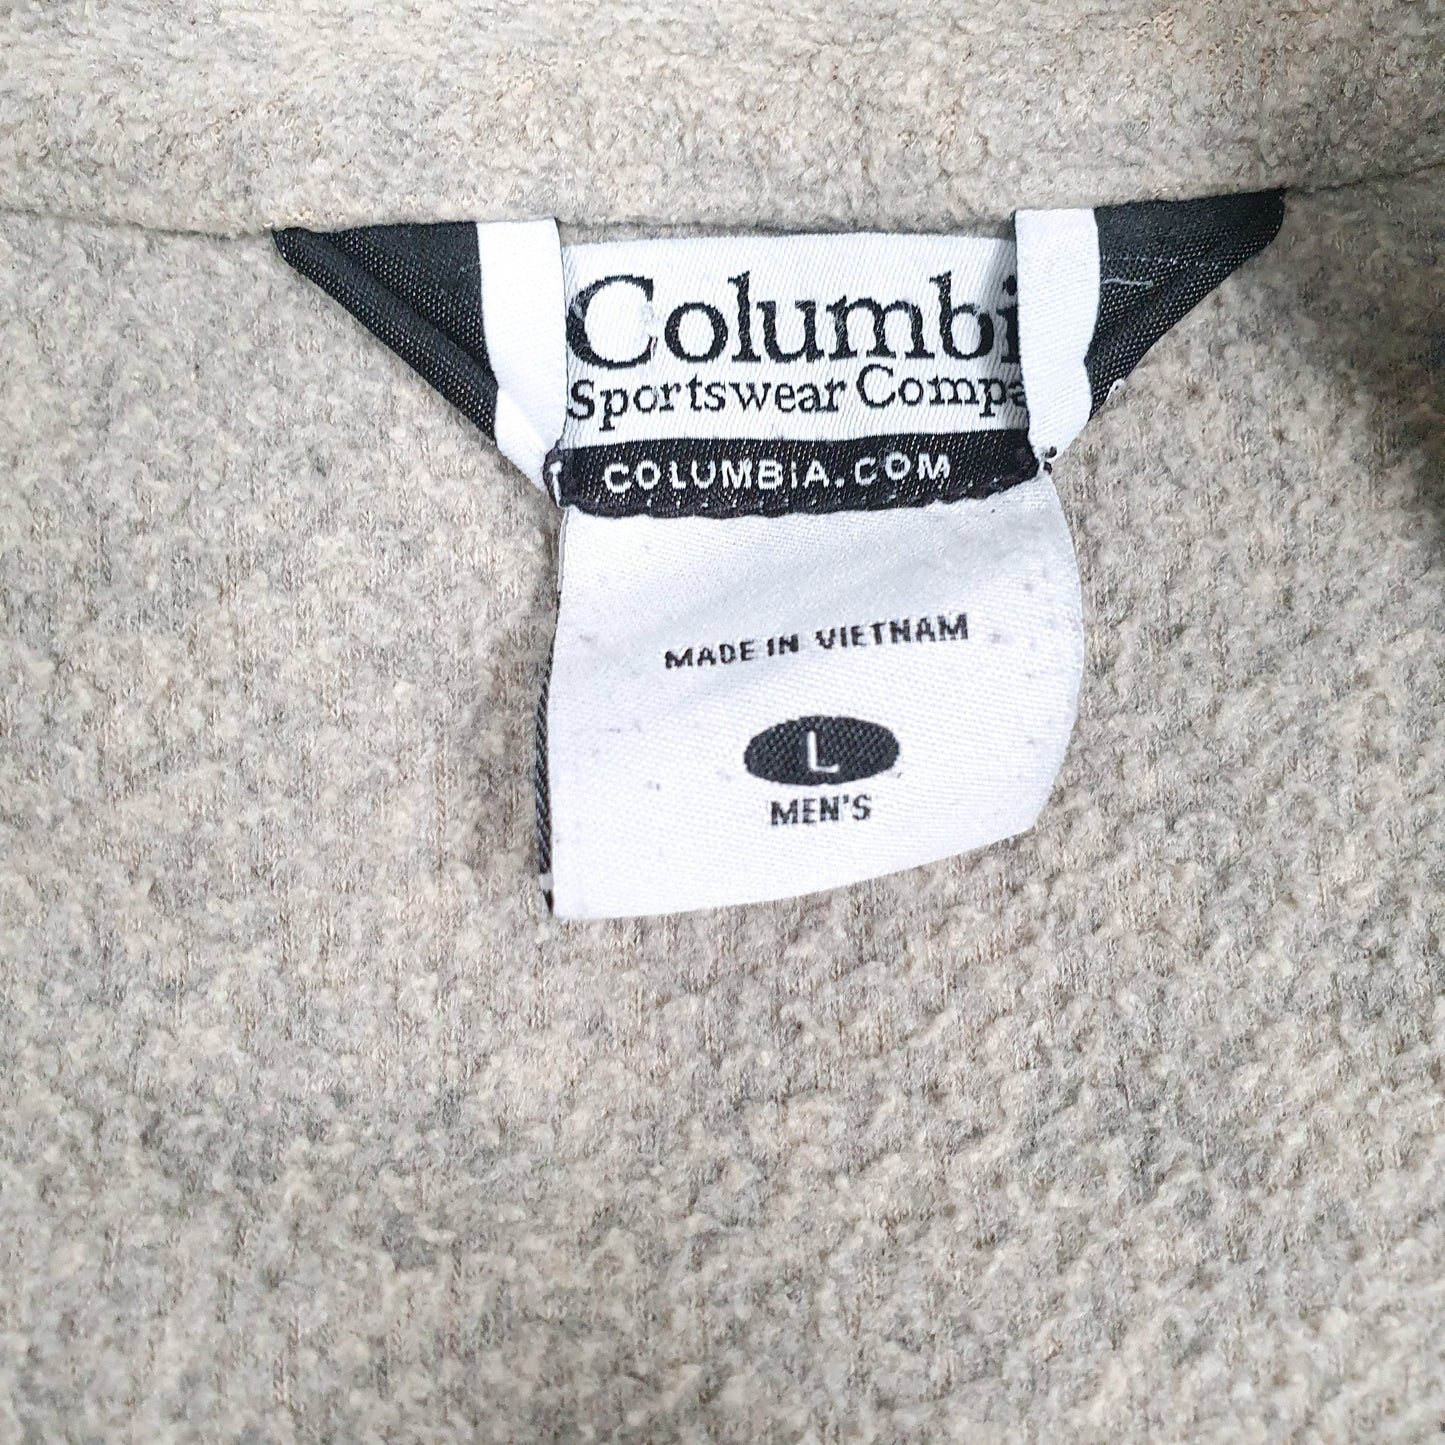 Columbi
Sportswear Compa
COLUMBiA.COM
MADE IN VIETNAM
L
MEN'S